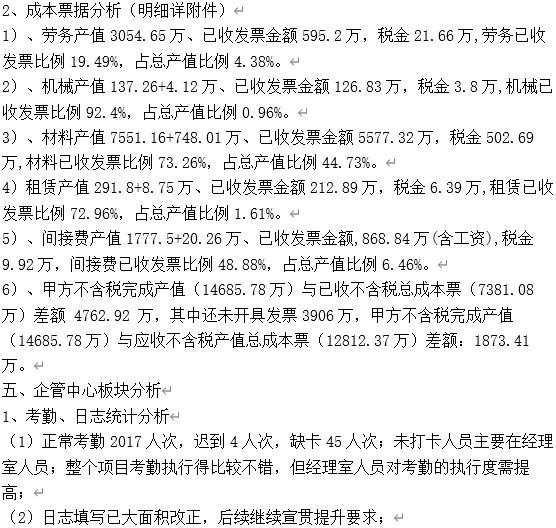 2、成本票据分析（明细详附件）
1）、劳务产值 3054.65 万、已收发票金额 595.2 万，税金 21.66 万,劳务已收
发票比例 19.49%，占总产值比例 4.38%。
2）、机械产值 137.26+4.12 万、已收发票金额 126.83 万，税金 3.8 万,机械已
收发票比例 92.4%，占总产值比例 0.96%。
3）、材料产值 7551.16+748.01 万、已收发票金额 5577.32 万，税金 502.69
万,材料已收发票比例 73.26%，占总产值比例 44.73%。
4）租赁产值 291.8+8.75 万、已收发票金额 212.89 万，税金 6.39 万,租赁已收
发票比例 72.96%，占总产值比例 1.61%。
5）、间接费产值 1777.5+20.26 万、已收发票金额,868.84 万(含工资),税金
9.92 万，间接费已收发票比例 48.88%，占总产值比例 6.46%。
6）、甲方不含税完成产值（14685.78 万）与已收不含税总成本票（7381.08
万）差额 4762.92 万，其中还未开具发票 3906 万，甲方不含税完成产值
（14685.78 万）与应收不含税产值总成本票（12812.37 万）差额：1873.41
万。
五、企管中心板块分析
1、考勤、日志统计分析
（1）正常考勤 2017 人次，迟到 4 人次，缺卡 45 人次；未打卡人员主要在经理
室人员；整个项目考勤执行得比较不错，但经理室人员对考勤的执行度需提
高；
（2）日志填写已大面积改正，后续继续宣贯提升要求；